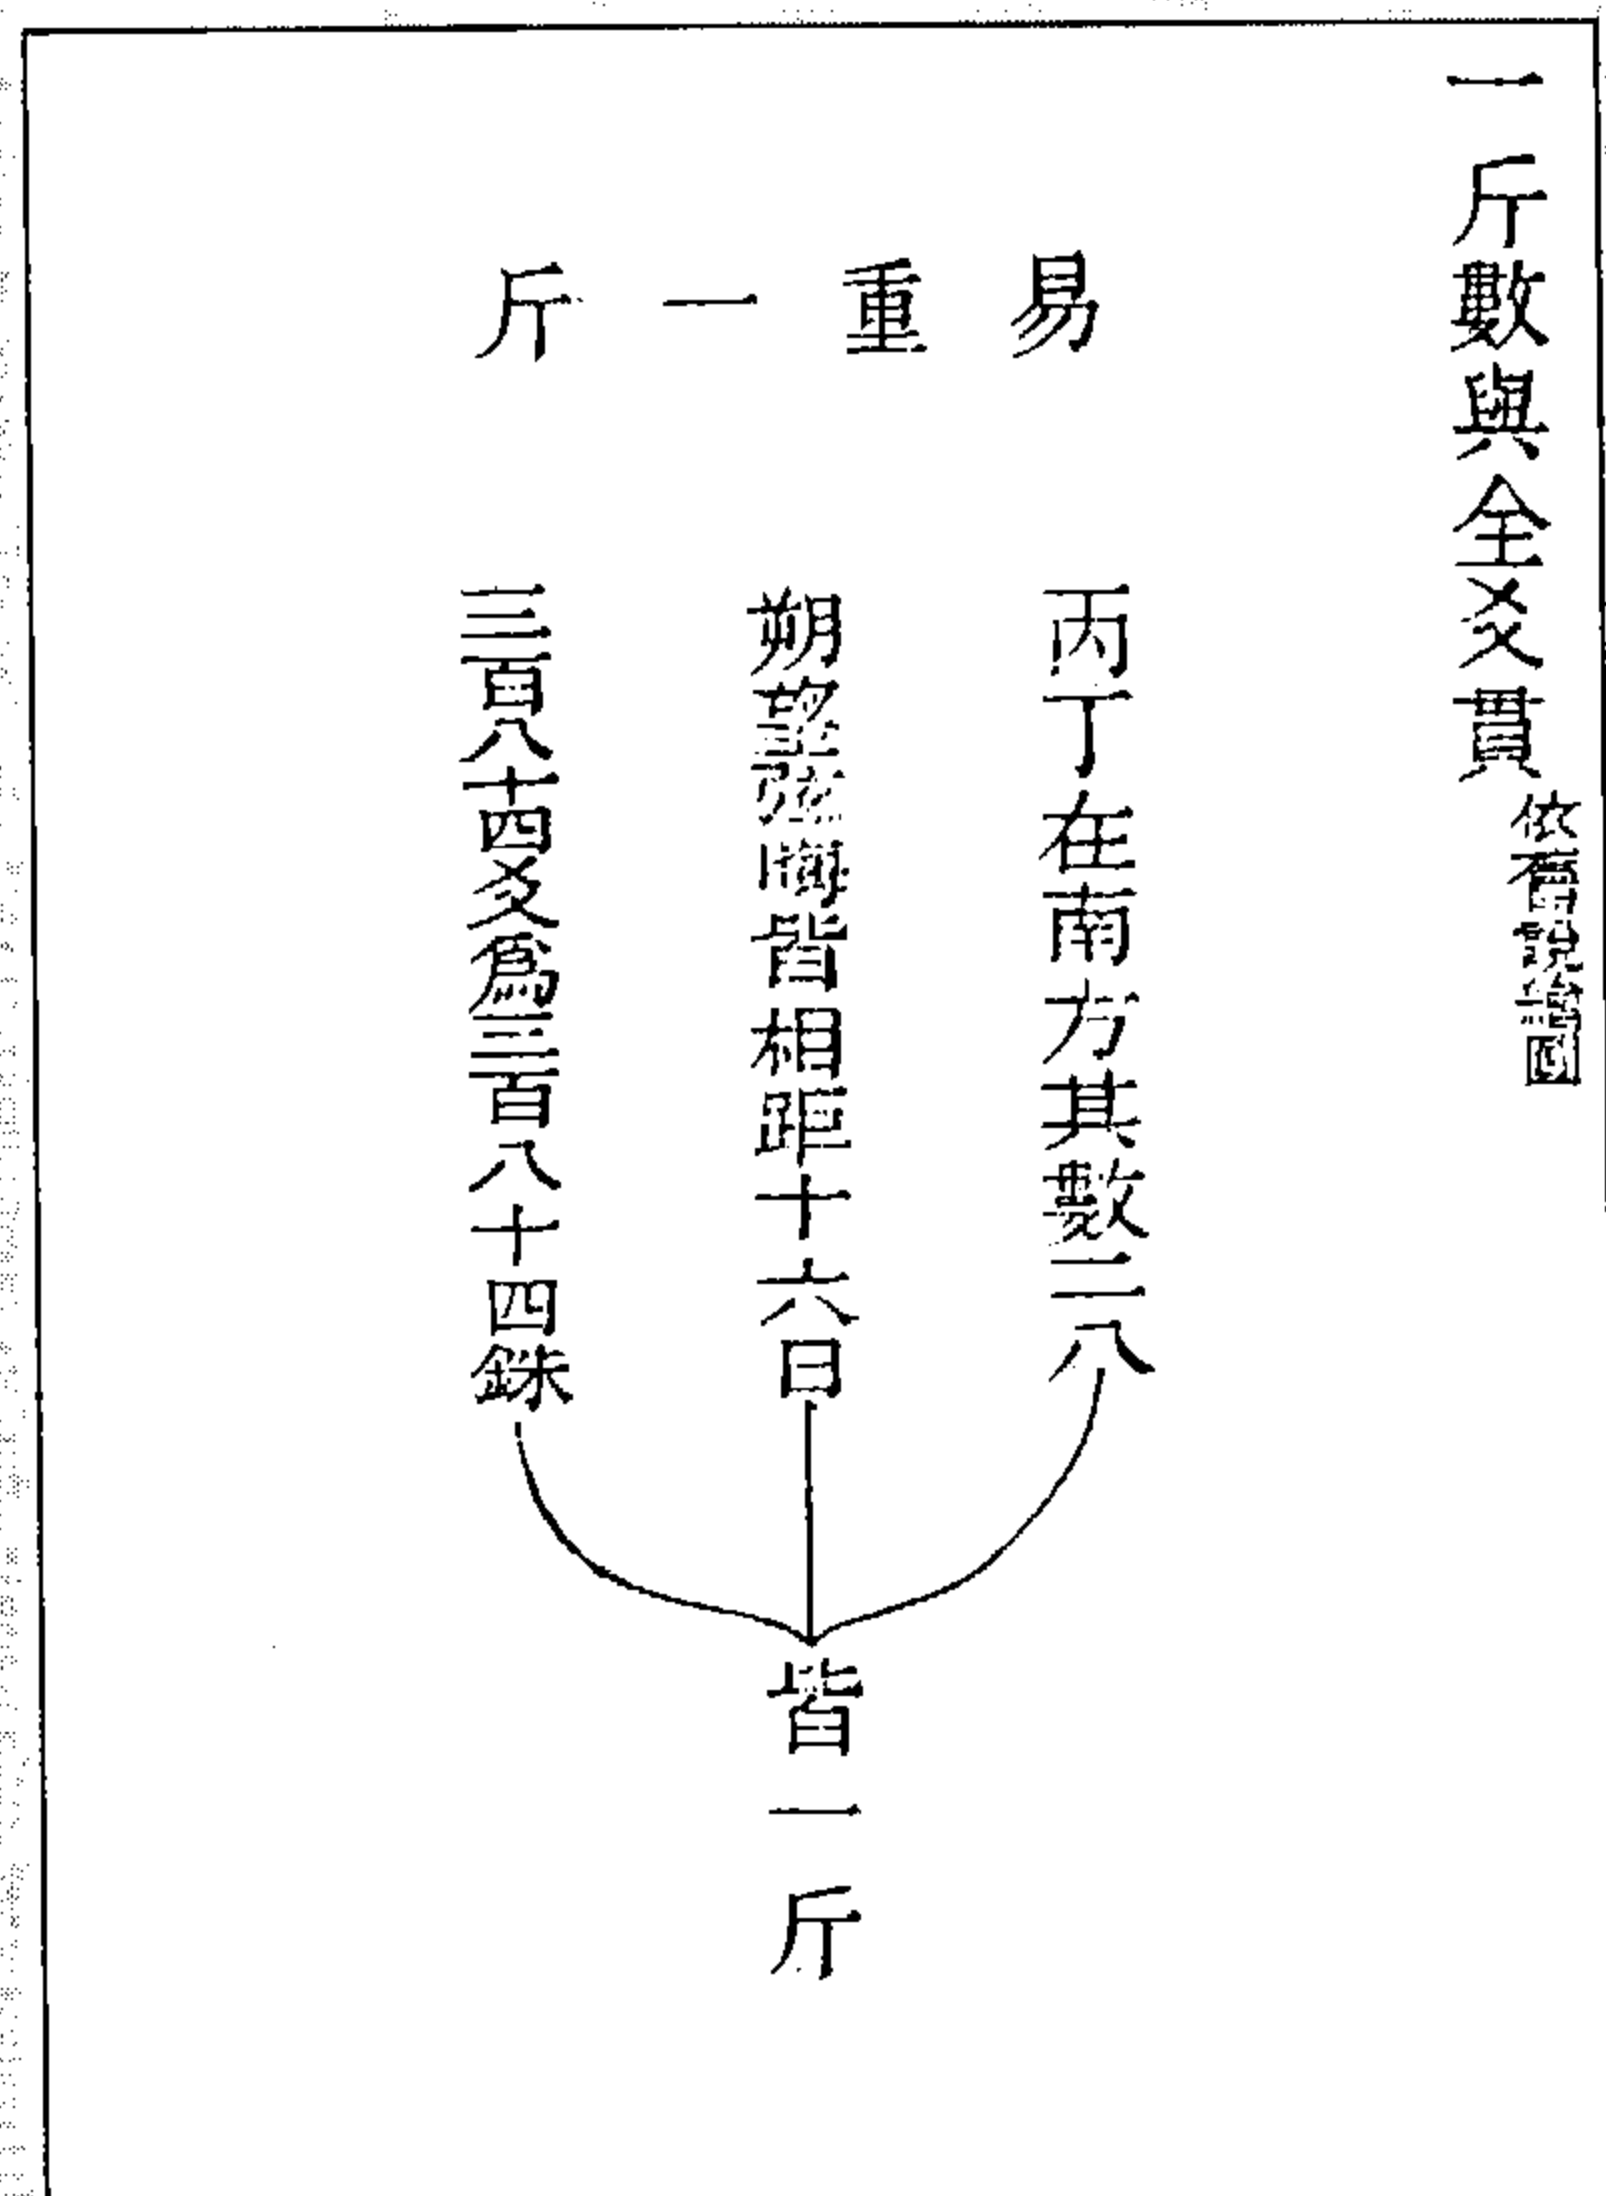 一斤數與全爻貫
依舊說諸圖
易重一斤
丙丁在南方其數二八
朔望弦晦皆相距十六日
三百八十四爻爲三百八十四銖
皆一斤